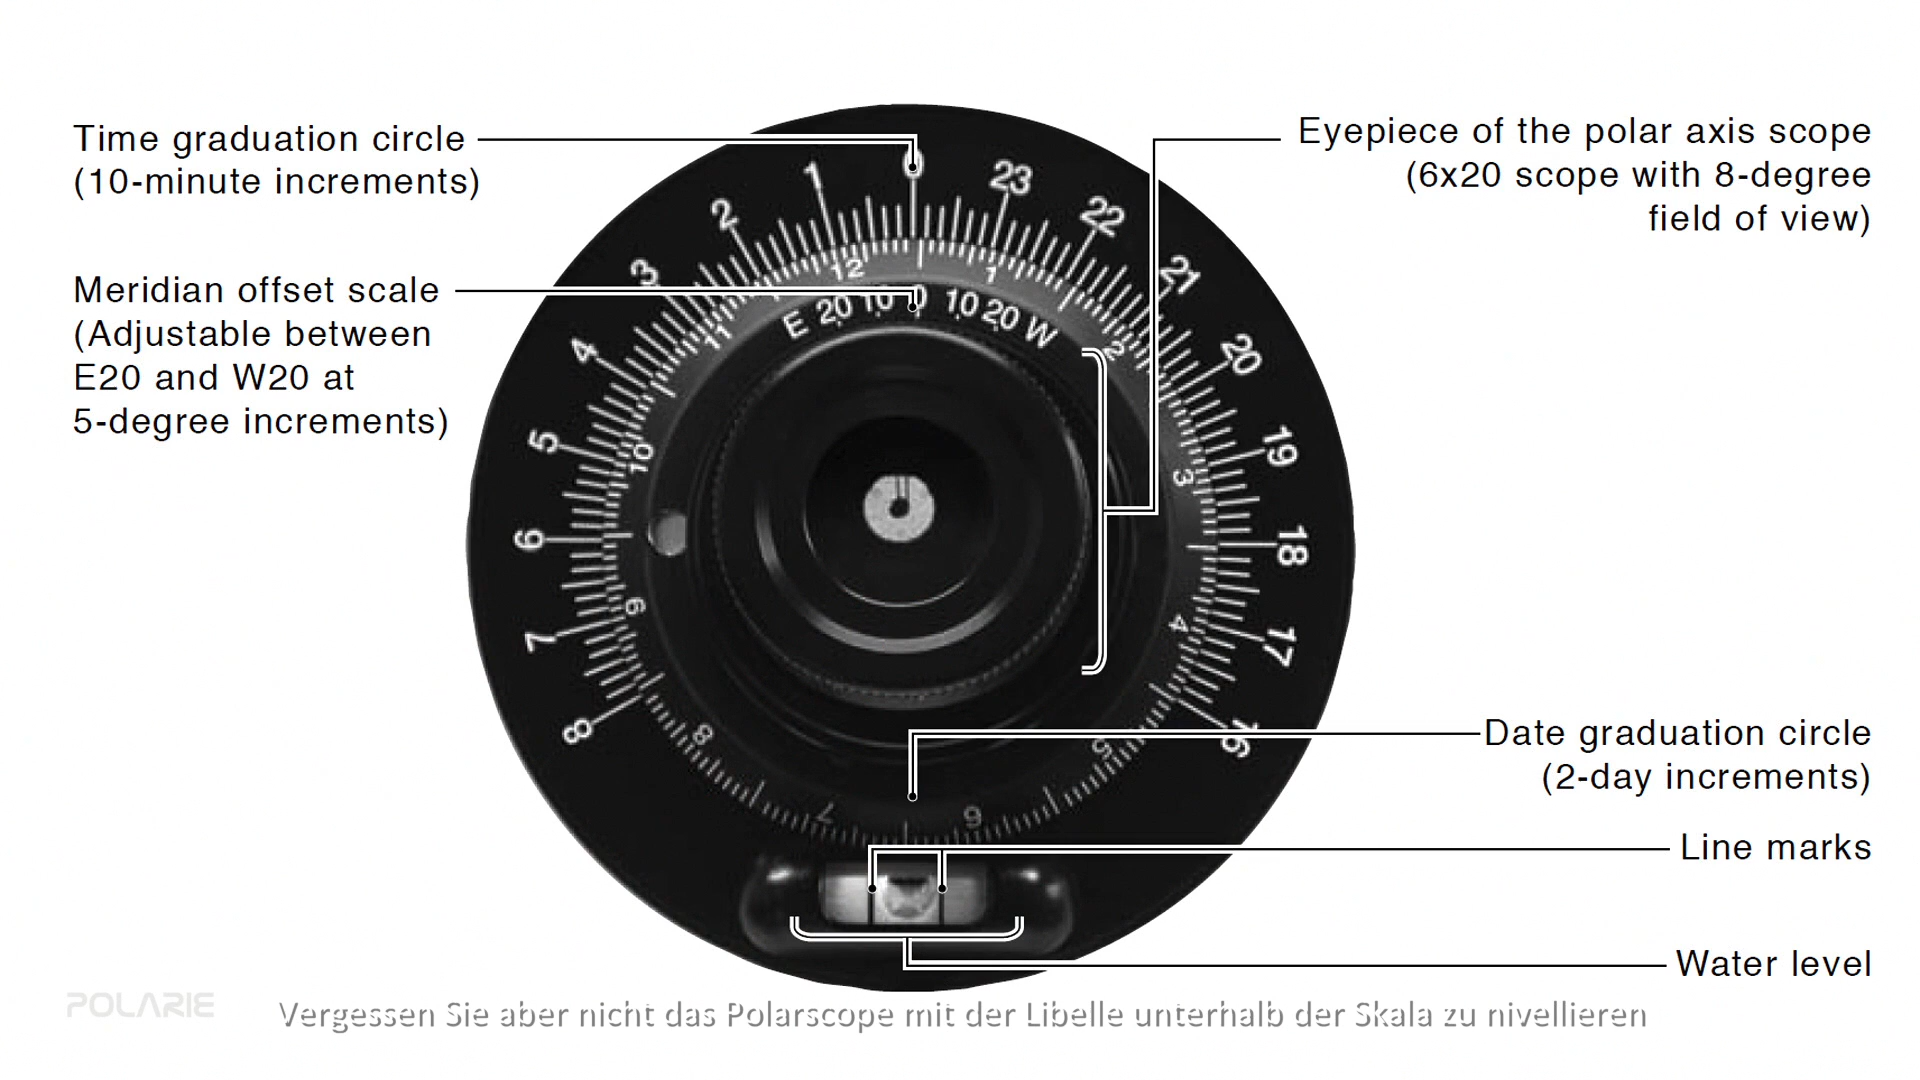 Time graduation circle
(10-minute increments)
Meridian offset scale
(Adjustable between
E20 and W20 at
5-degree increments)
Eyepiece of the polar axis scope
(6x20 scope with 8-degree
field of view)
Date graduation circle
(2-day increments)
Line marks
Water level
8 7 6 5 4 3 2 1 0 23 22 21 20 19 18 17 16
12 1 2 3 4 5 6 7 8 9 10 11
E 20 10 0 10 20 W
POLARIE
Vergessen Sie aber nicht das Polarscope mit der Libelle unterhalb der Skala zu nivellieren